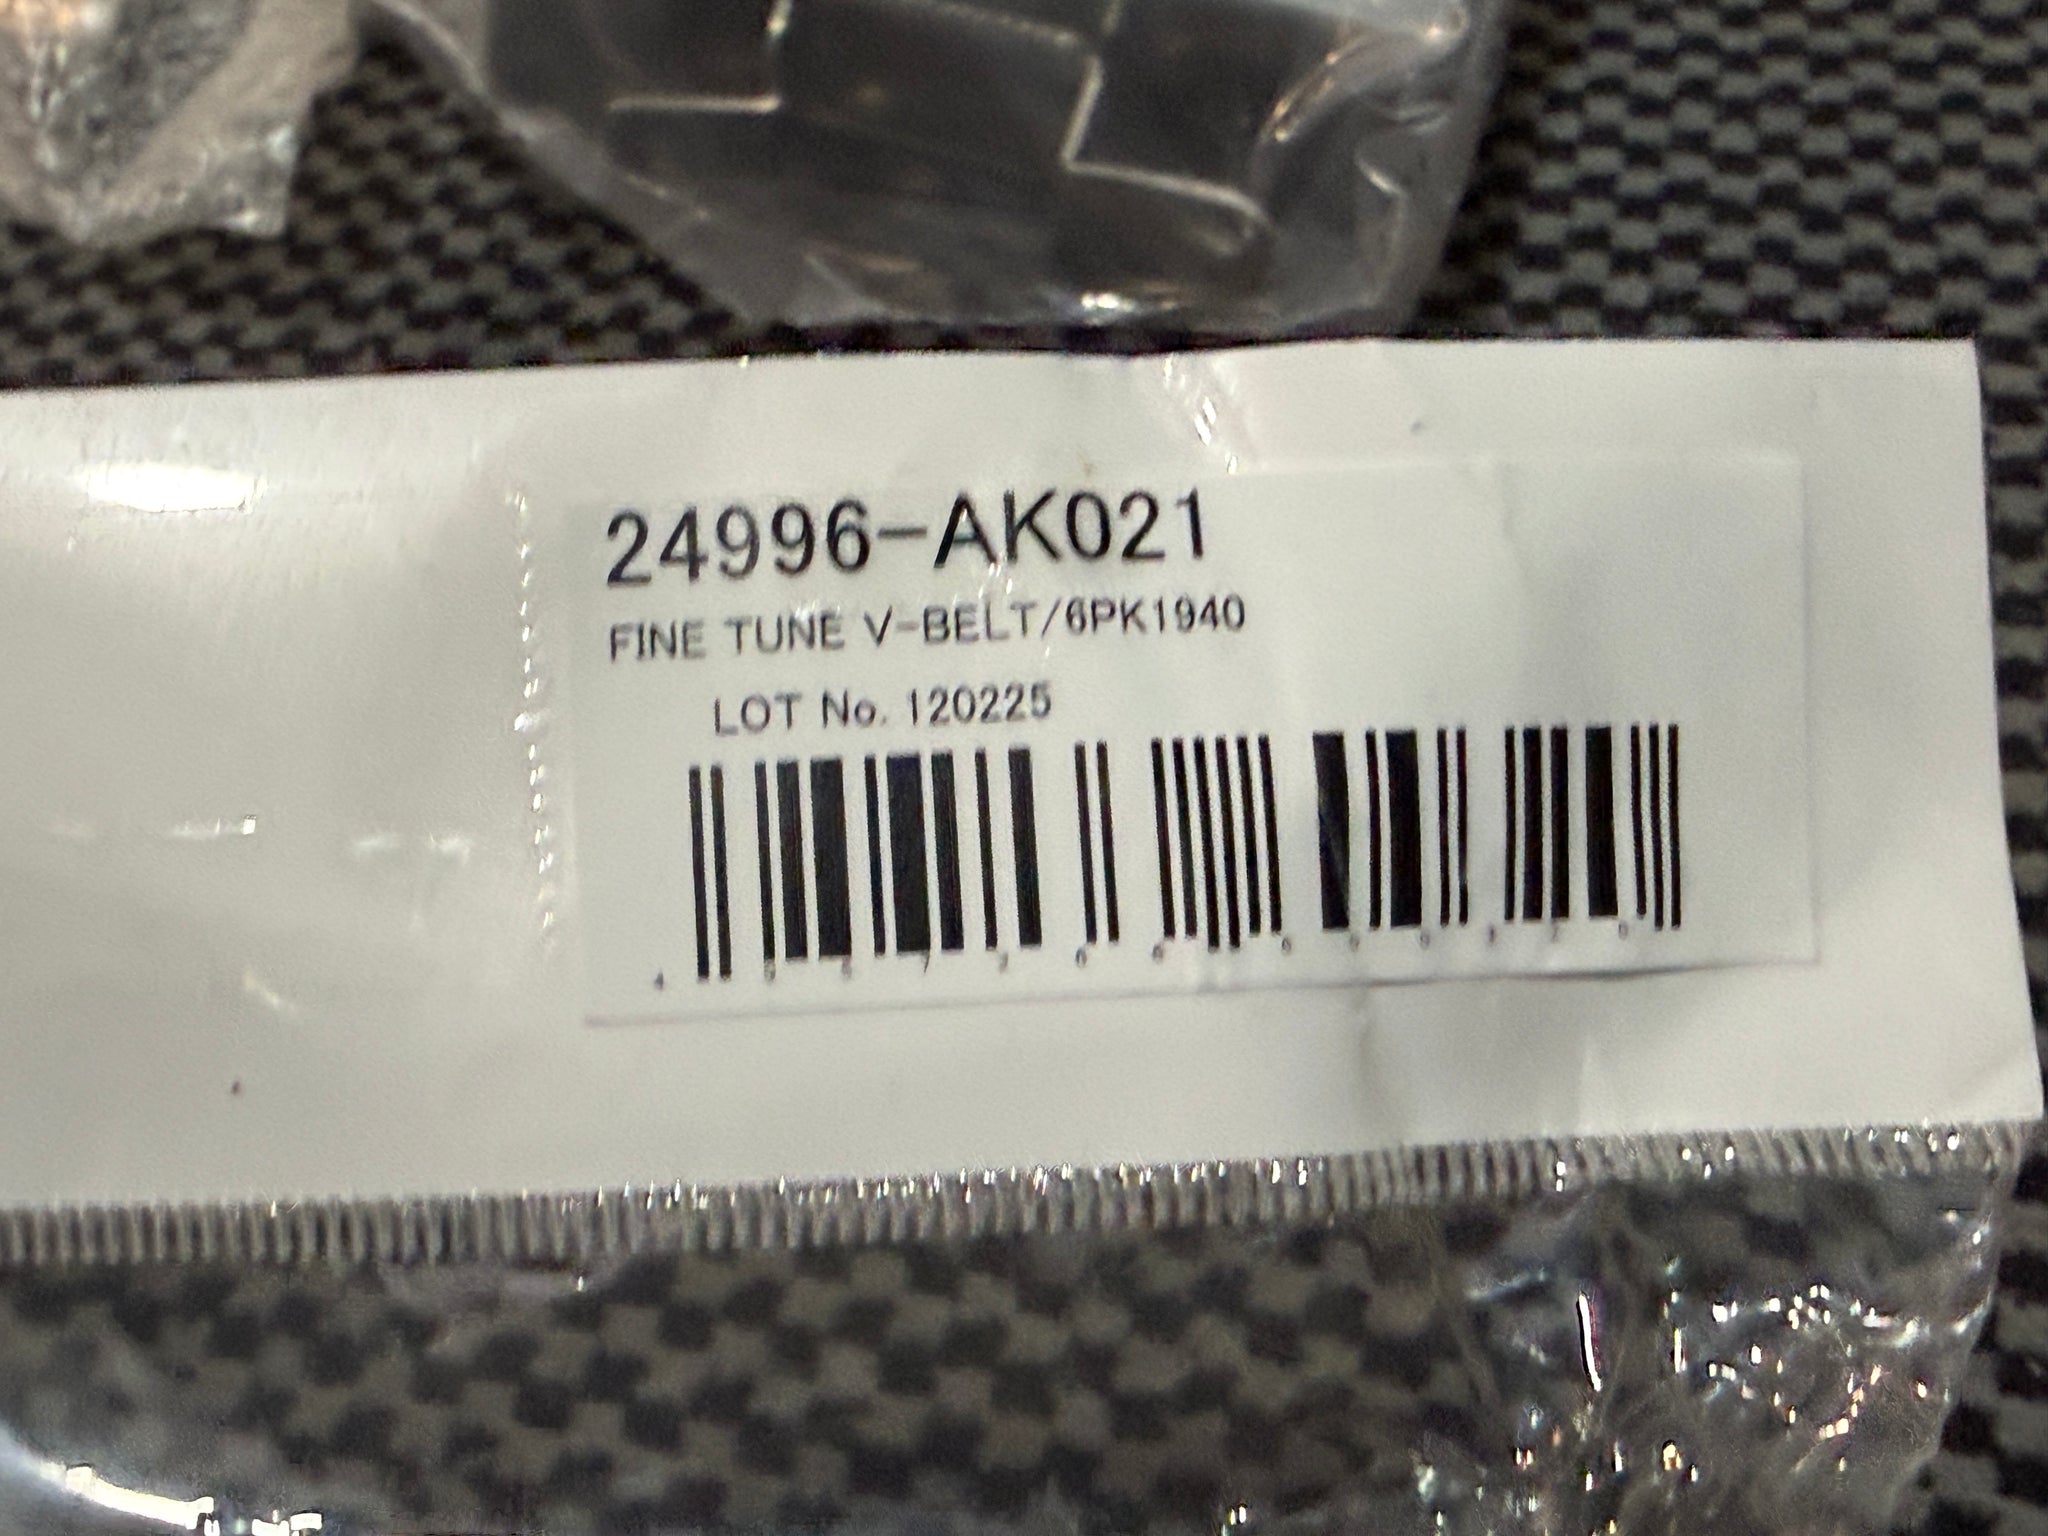 24996-AK021
FINE TUNE V-BELT/6PK1940
LOT No. 120225